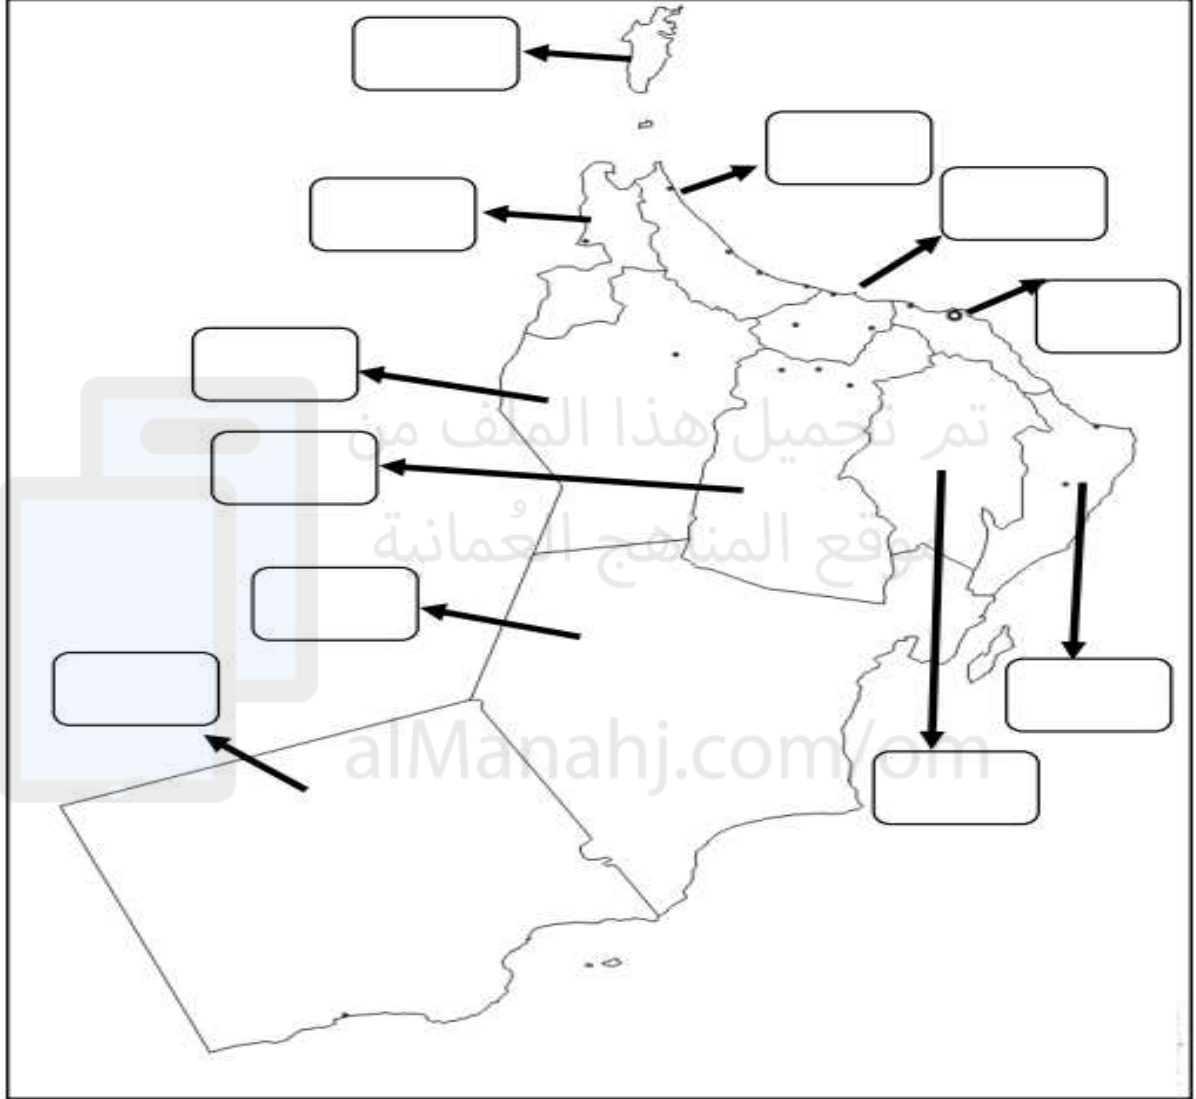 تم تحميل هذا الملف من
موقع المناهج العُمانية
alManahj.com/om